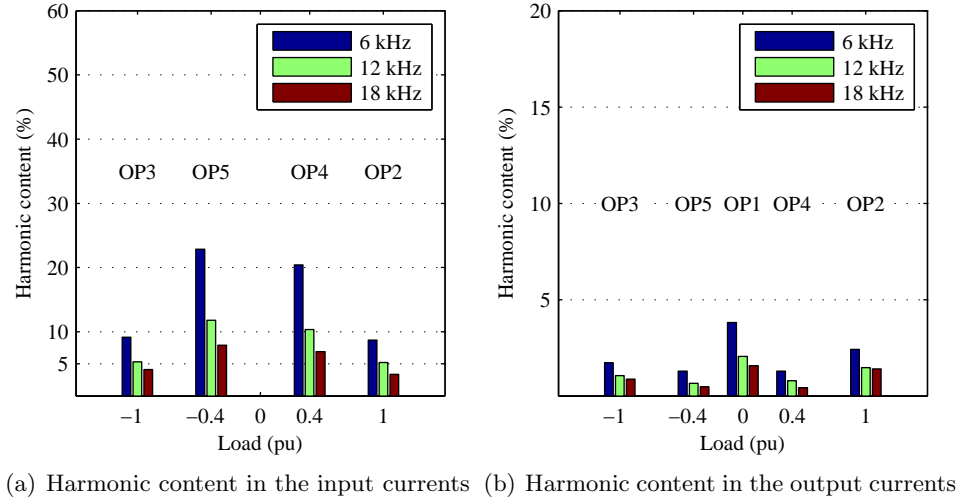 60
50
40
30
20
10
5
Harmonic content (%)
6 kHz
12 kHz
18 kHz
OP3 OP5 OP4 OP2
−1 −0.4 0 0.4 1
Load (pu)
(a) Harmonic content in the input currents
20
15
10
5
Harmonic content (%)
6 kHz
12 kHz
18 kHz
OP3 OP5 OP1 OP4 OP2
−1 −0.4 0 0.4 1
Load (pu)
(b) Harmonic content in the output currents